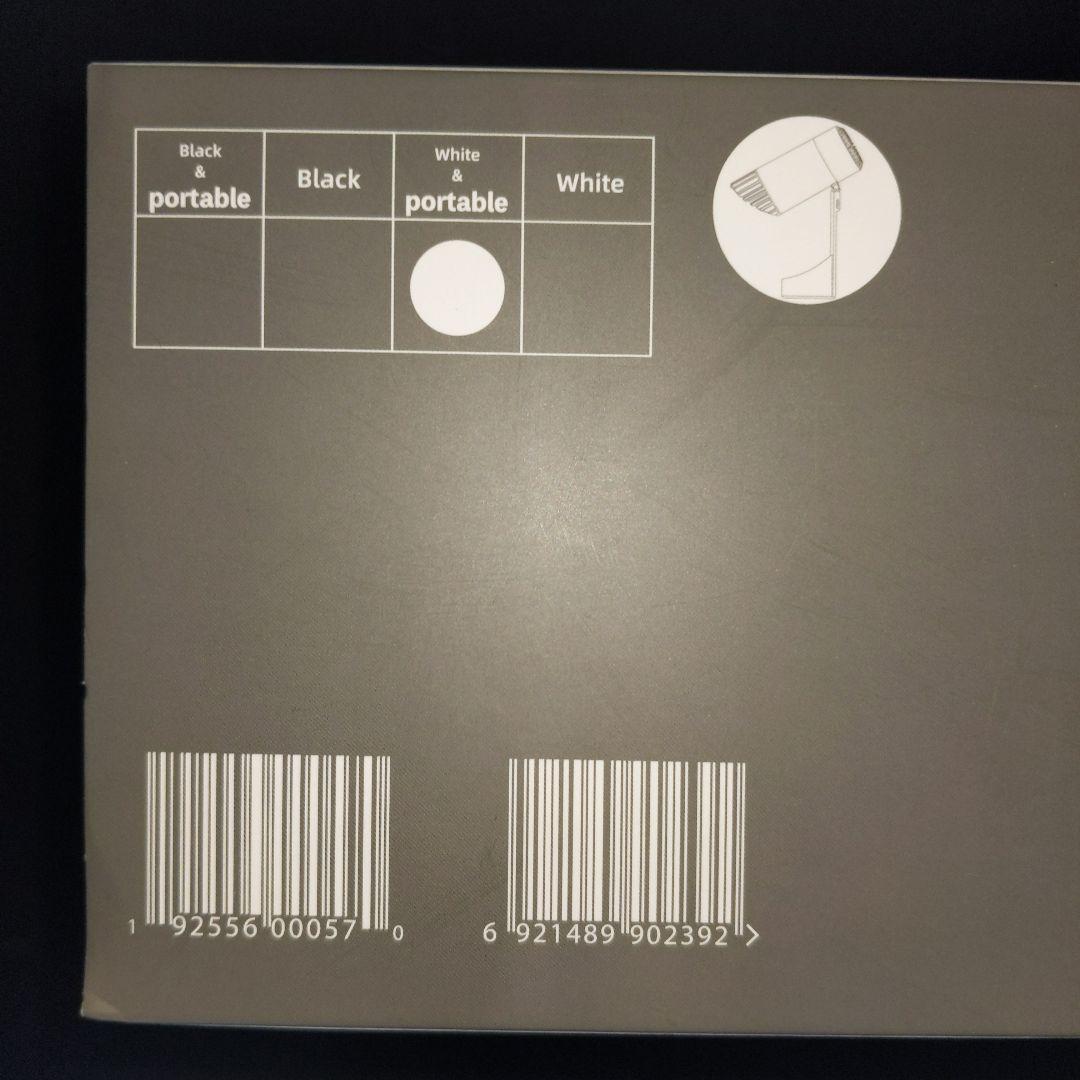 Black
&
portable
Black
White
&
portable
White
1 92556 00057 0
6 921489 902392 >